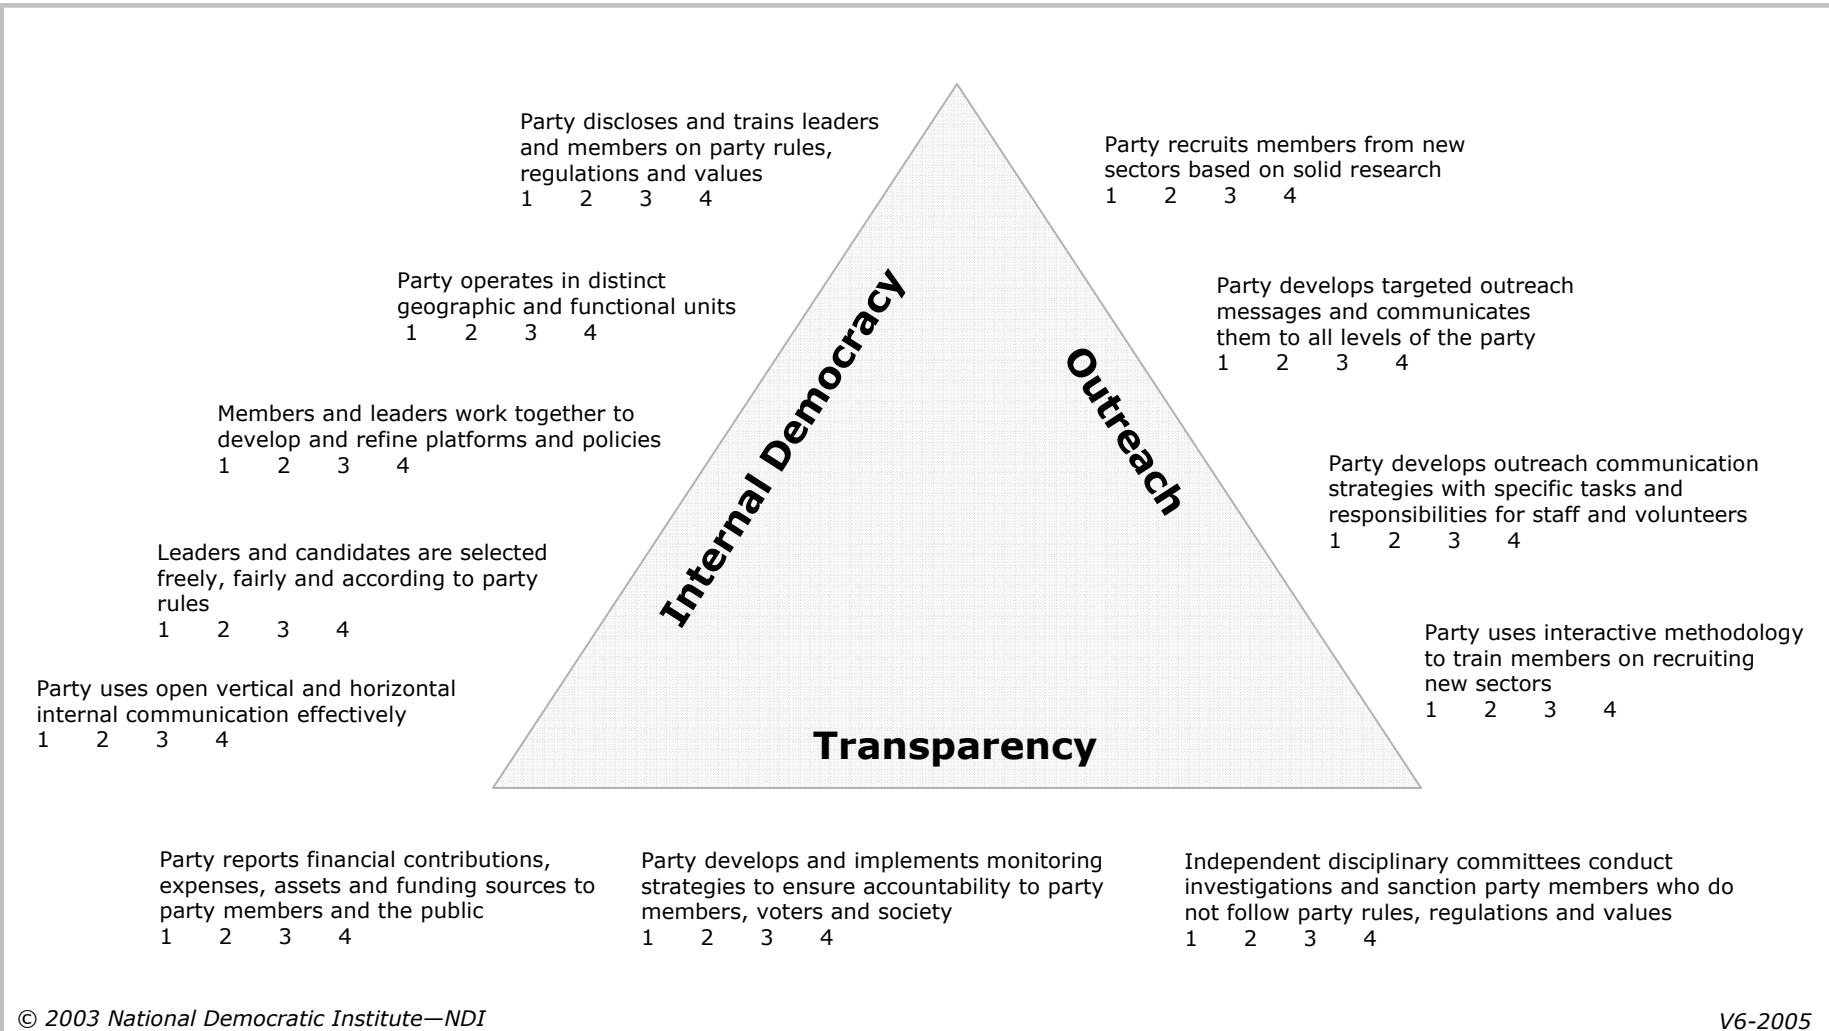 Party discloses and trains leaders
and members on party rules,
regulations and values
1 2 3 4
Party operates in distinct
geographic and functional units
1 2 3 4
Members and leaders work together to
develop and refine platforms and policies
1 2 3 4
Leaders and candidates are selected
freely, fairly and according to party
rules
1 2 3 4
Party uses open vertical and horizontal
internal communication effectively
1 2 3 4
Internal Democracy
Outreach
Transparency
Party recruits members from new
sectors based on solid research
1 2 3 4
Party develops targeted outreach
messages and communicates
them to all levels of the party
1 2 3 4
Party develops outreach communication
strategies with specific tasks and
responsibilities for staff and volunteers
1 2 3 4
Party uses interactive methodology
to train members on recruiting
new sectors
1 2 3 4
Party reports financial contributions,
expenses, assets and funding sources to
party members and the public
1 2 3 4
Party develops and implements monitoring
strategies to ensure accountability to party
members, voters and society
1 2 3 4
Independent disciplinary committees conduct
investigations and sanction party members who do
not follow party rules, regulations and values
1 2 3 4
© 2003 National Democratic Institute—NDI
V6-2005